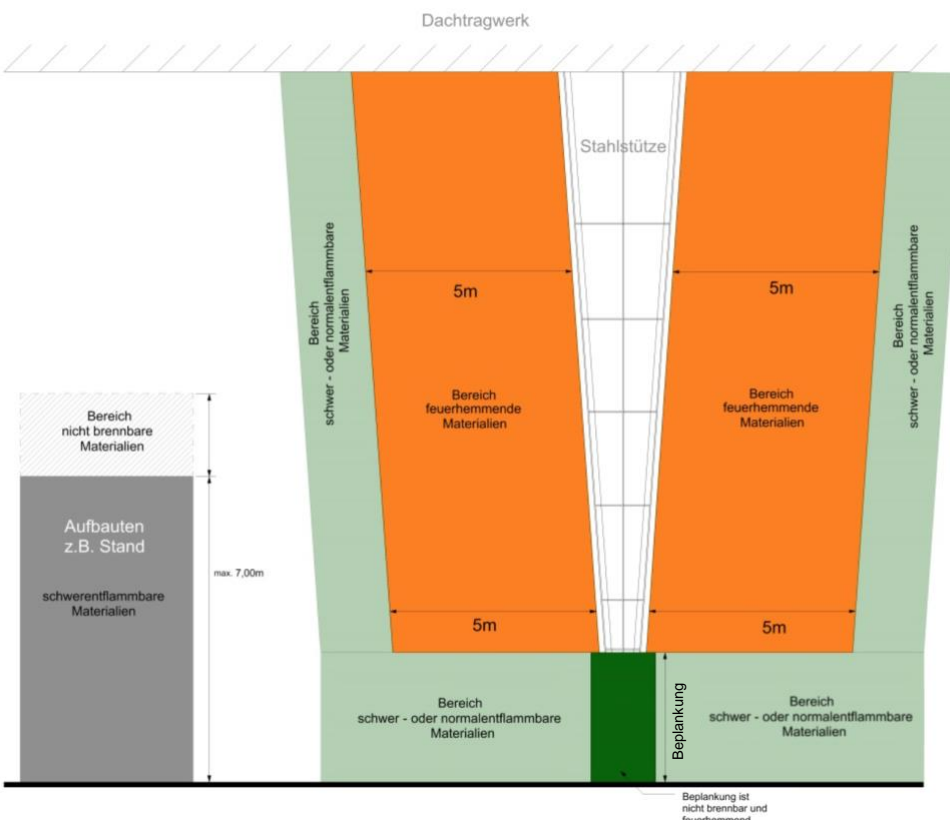 Dachtragwerk
Stahlstütze
Bereich
schwer - oder normalentflammbare
Materialien
5m
5m
Bereich
schwer - oder normalentflammbare
Materialien
Bereich
feuerhemmende
Materialien
Bereich
feuerhemmende
Materialien
Bereich
nicht brennbare
Materialien
Aufbauten
z.B. Stand
schwerentflammbare
Materialien
max. 7,00m
5m
5m
Bereich
schwer - oder normalentflammbare
Materialien
Beplankung
Bereich
schwer - oder normalentflammbare
Materialien
Beplankung ist
nicht brennbar und
feuerhemmend